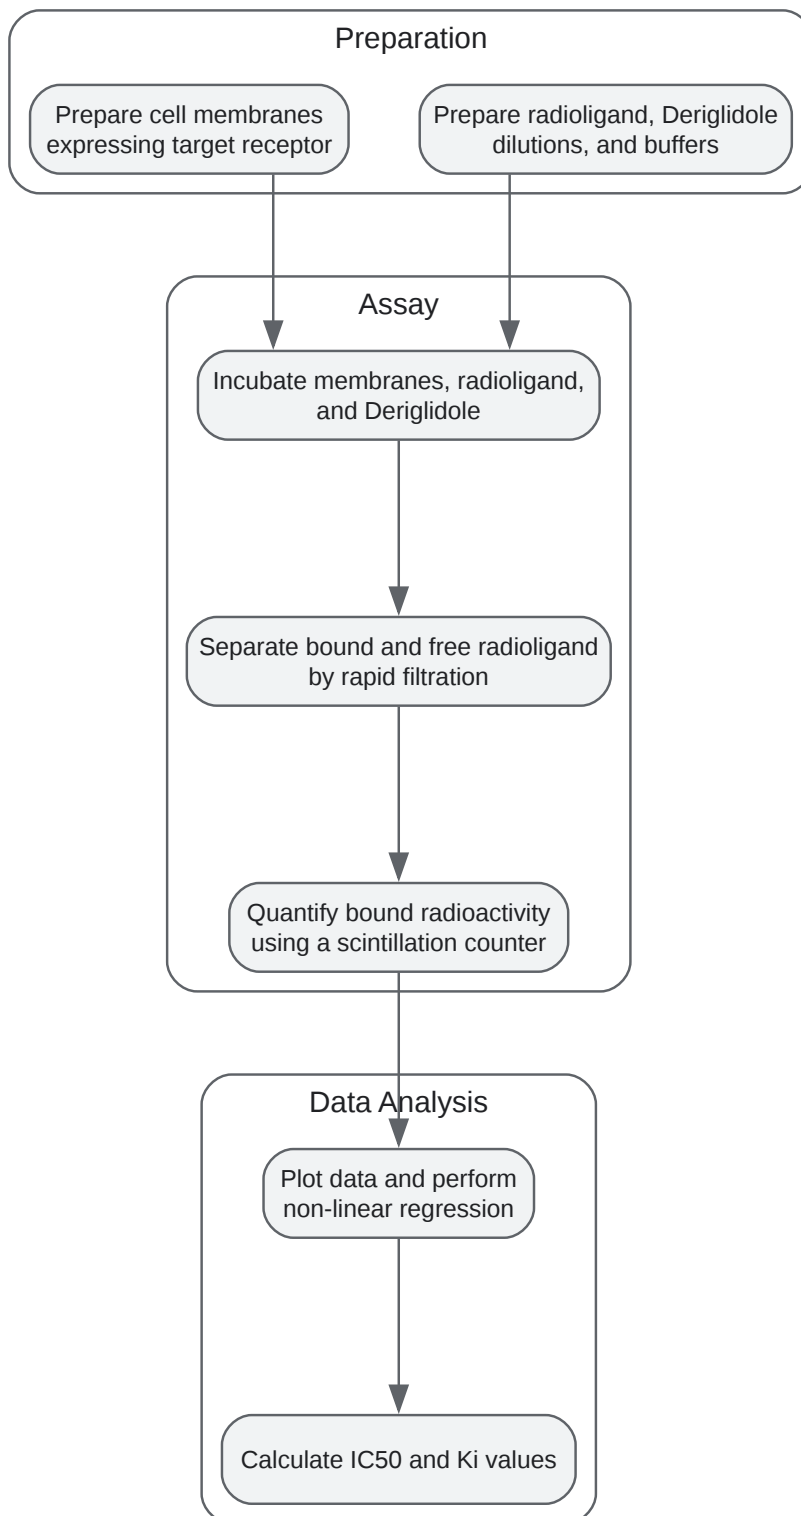 Preparation
Prepare cell membranes
expressing target receptor
Prepare radioligand, Deriglidole
dilutions, and buffers
Assay
Incubate membranes, radioligand,
and Deriglidole
Separate bound and free radioligand
by rapid filtration
Quantify bound radioactivity
using a scintillation counter
Data Analysis
Plot data and perform
non-linear regression
Calculate IC50 and Ki values